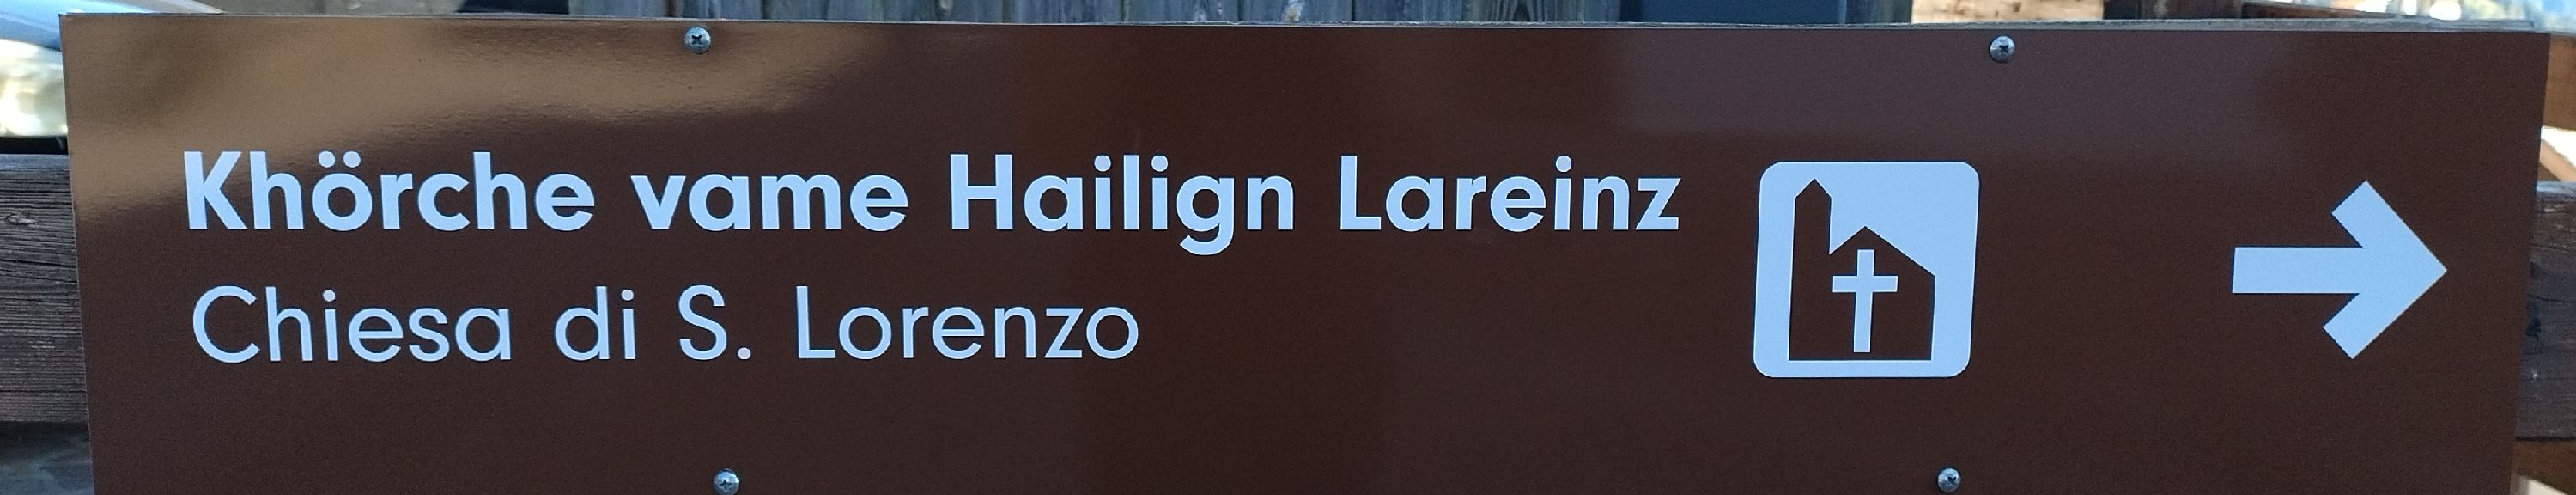 Khörche vame Hailign Lareinz
Chiesa di S. Lorenzo